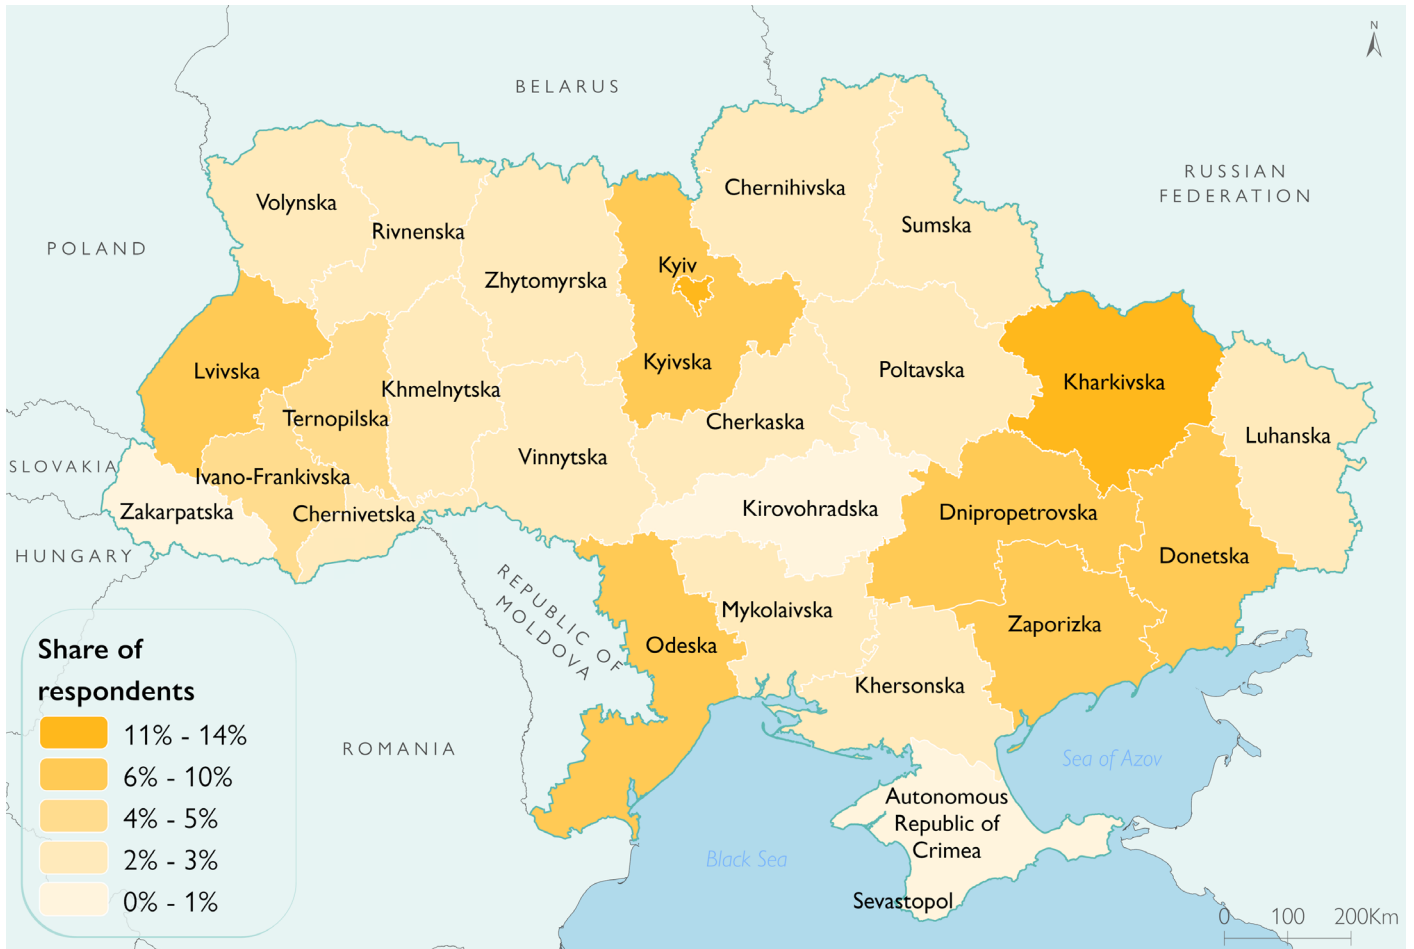 N
BELARUS
RUSSIAN
FEDERATION
POLAND
Chernihivska
Volynska
Rivnenska
Sumska
Kyiv
Zhytomyrska
Lvivska
Kyivska
Poltavska
Kharkivska
Khmelnytska
Ternopilska
Cherkaska
Luhanska
Vinnytska
SLOVAKIA
Ivano-Frankivska
Zakarpatska
Chernivetska
Kirovohradska
Dnipropetrovska
HUNGARY
Donetska
REPUBLIC OF
MOLDOVA
Mykolaivska
Zaporizka
Odeska
Khersonska
ROMANIA
Sea of Azov
Autonomous
Republic of
Crimea
Black Sea
Sevastopol
Share of
respondents
11% - 14%
6% - 10%
4% - 5%
2% - 3%
0% - 1%
0 100 200Km